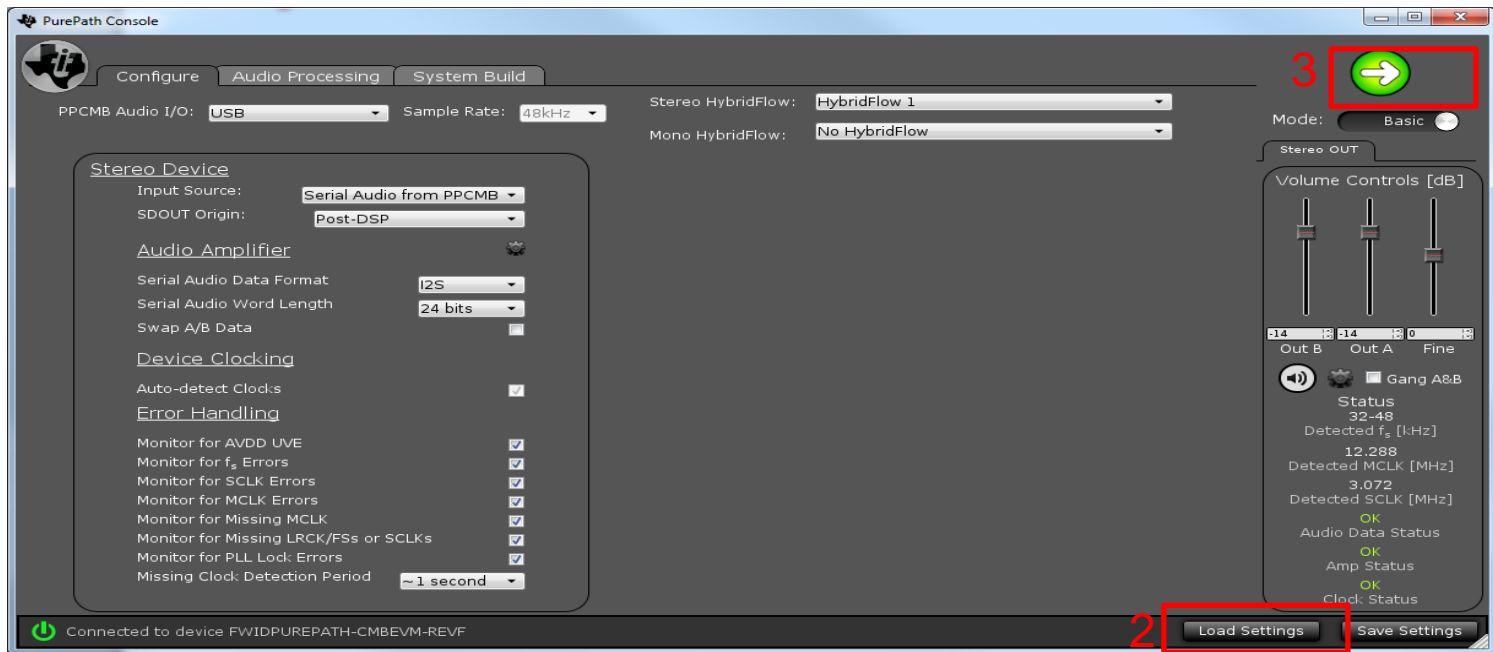 PurePath Console
Configure Audio Processing System Build
3
PPCMB Audio I/O: USB Sample Rate: 48kHz
Stereo HybridFlow: HybridFlow 1
Mono HybridFlow: No HybridFlow
Mode: Basic
Stereo Device
Input Source: Serial Audio from PPCMB
SDOUT Origin: Post-DSP
Audio Amplifier
Serial Audio Data Format I2S
Serial Audio Word Length 24 bits
Swap A/B Data
Device Clocking
Auto-detect Clocks
Error Handling
Monitor for AVDD UVE
Monitor for fs Errors
Monitor for SCLK Errors
Monitor for MCLK Errors
Monitor for Missing MCLK
Monitor for Missing LRCK/FSs or SCLKs
Monitor for PLL Lock Errors
Missing Clock Detection Period ~1 second
Stereo OUT
Volume Controls [dB]
-14 -14 0
Out B Out A Fine
Gang A&B
Status
32-48
Detected fs [kHz]
12.288
Detected MCLK [MHz]
3.072
Detected SCLK [MHz]
OK
Audio Data Status
OK
Amp Status
OK
Clock Status
Connected to device FWIDPUREPATH-CMBEVM-REVF
2
Load Settings Save Settings